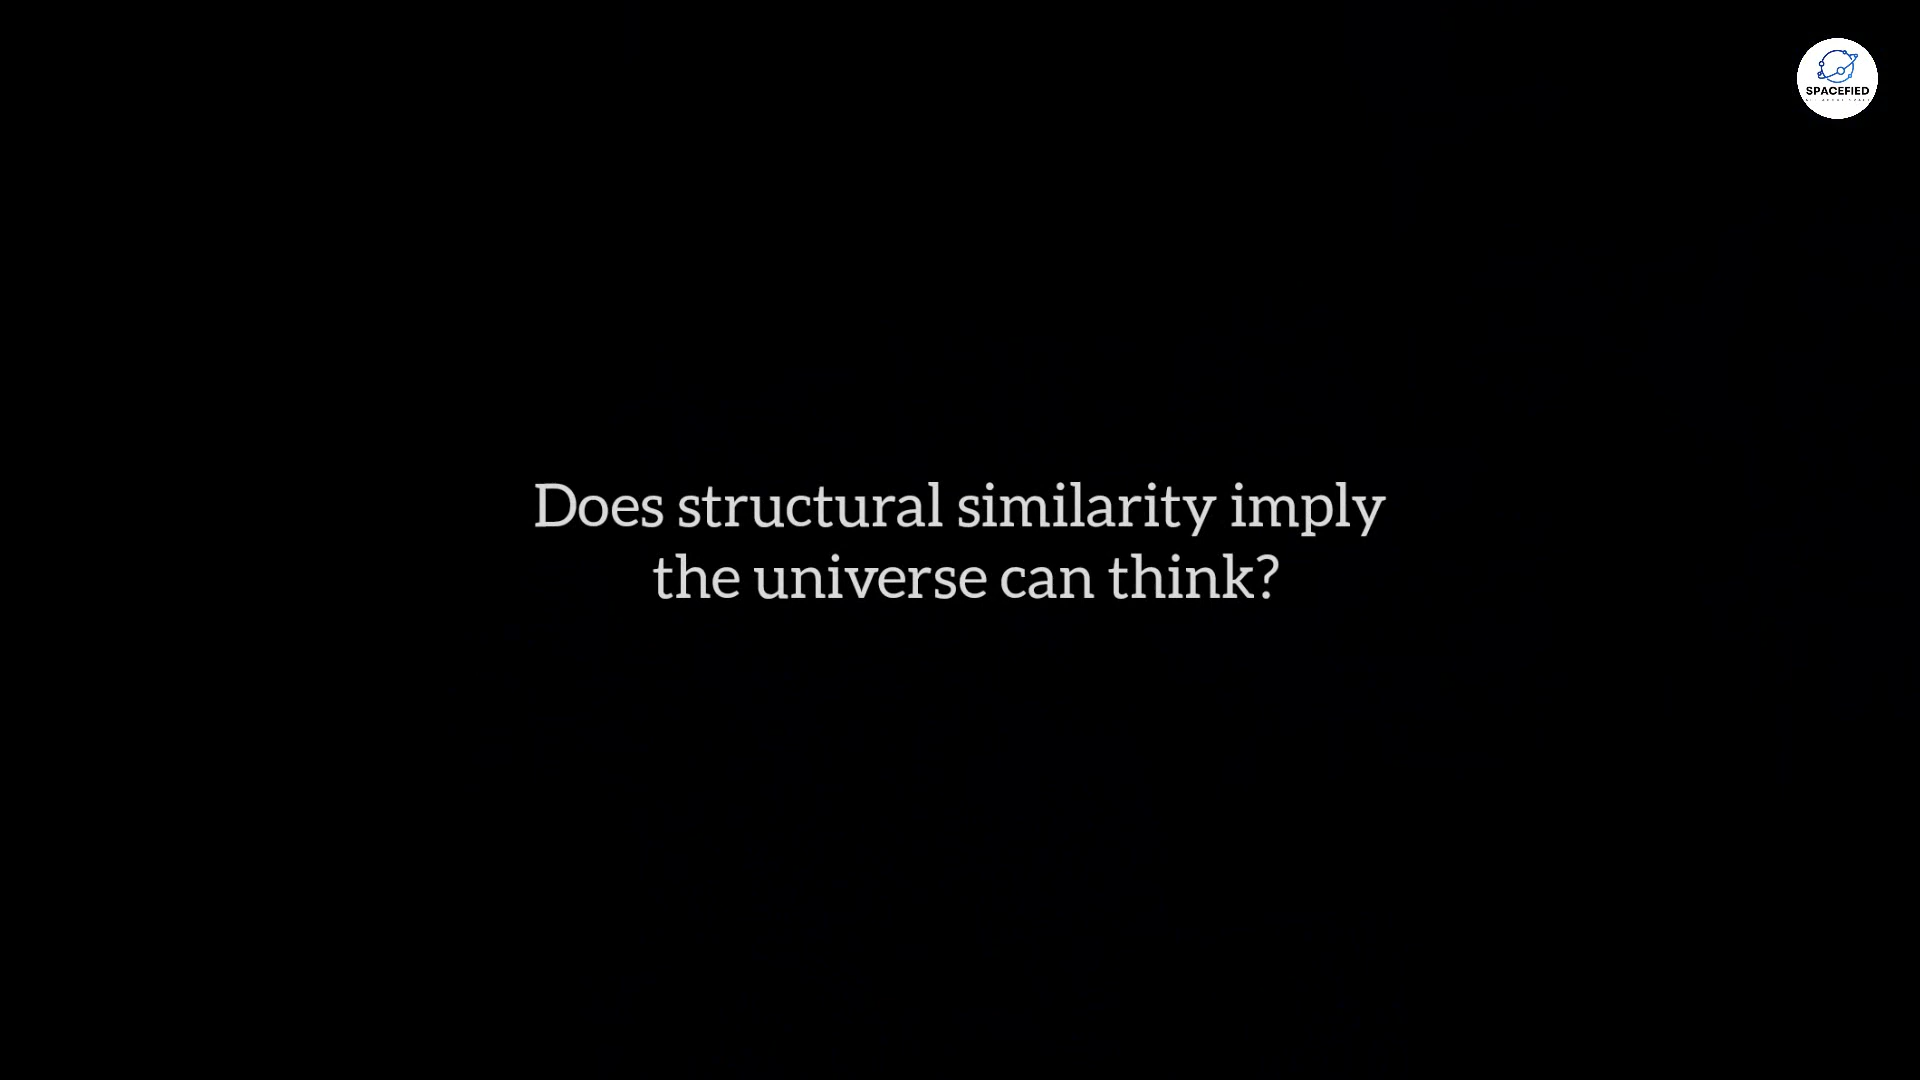 SPACEFIED
Does structural similarity imply
the universe can think?